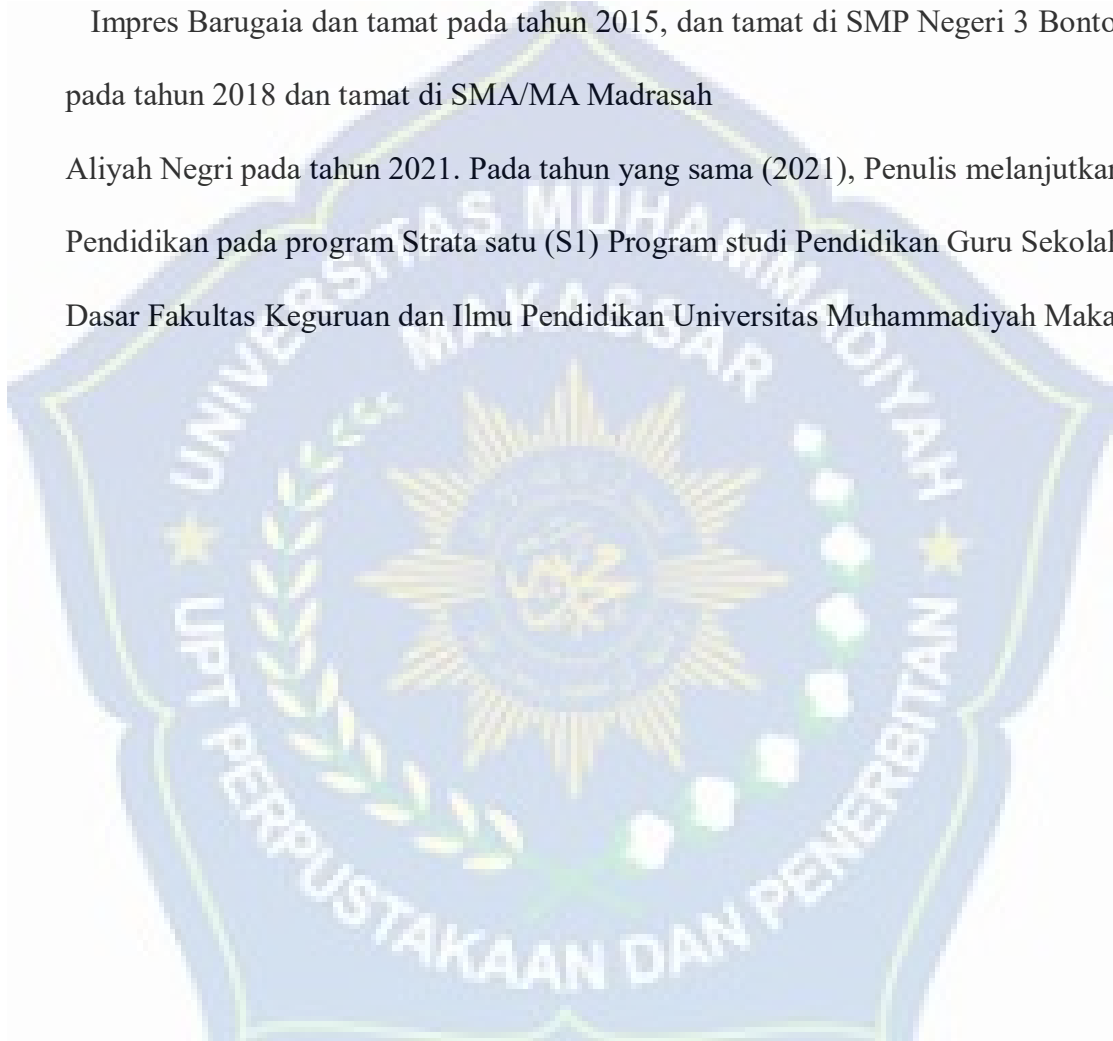 Impres Barugaia dan tamat pada tahun 2015, dan tamat di SMP Negeri 3 Bonto
pada tahun 2018 dan tamat di SMA/MA Madrasah
Aliyah Negri pada tahun 2021. Pada tahun yang sama (2021), Penulis melanjutkan
Pendidikan pada program Strata satu (S1) Program studi Pendidikan Guru Sekolah
Dasar Fakultas Keguruan dan Ilmu Pendidikan Universitas Muhammadiyah Maka
UNIVERSITAS MUHAMMADIYAH
MAKASSAR
UPT PERPUSTAKAAN DAN PENERBITAN